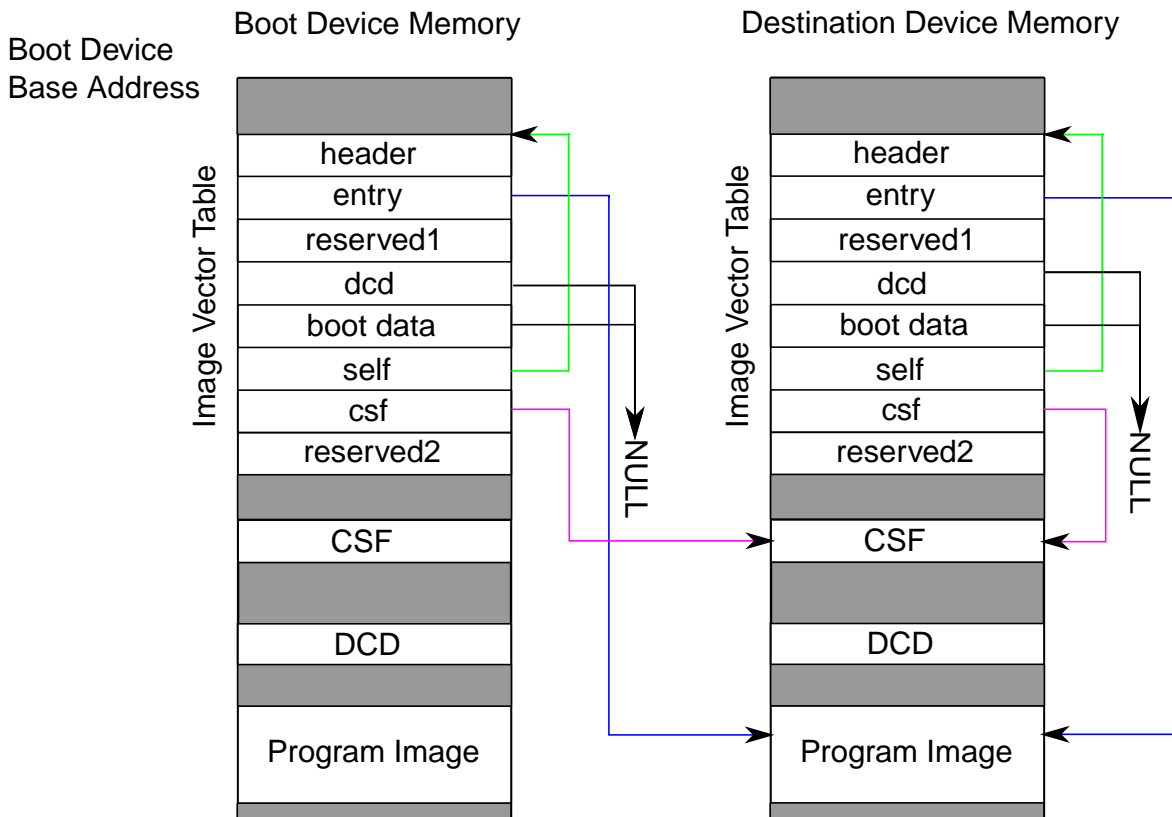 Boot Device Memory
Destination Device Memory
Boot Device
Base Address
Image Vector Table
header
entry
reserved1
dcd
boot data
self
csf
reserved2
NULL
CSF
DCD
Program Image
Image Vector Table
header
entry
reserved1
dcd
boot data
self
csf
reserved2
NULL
CSF
DCD
Program Image